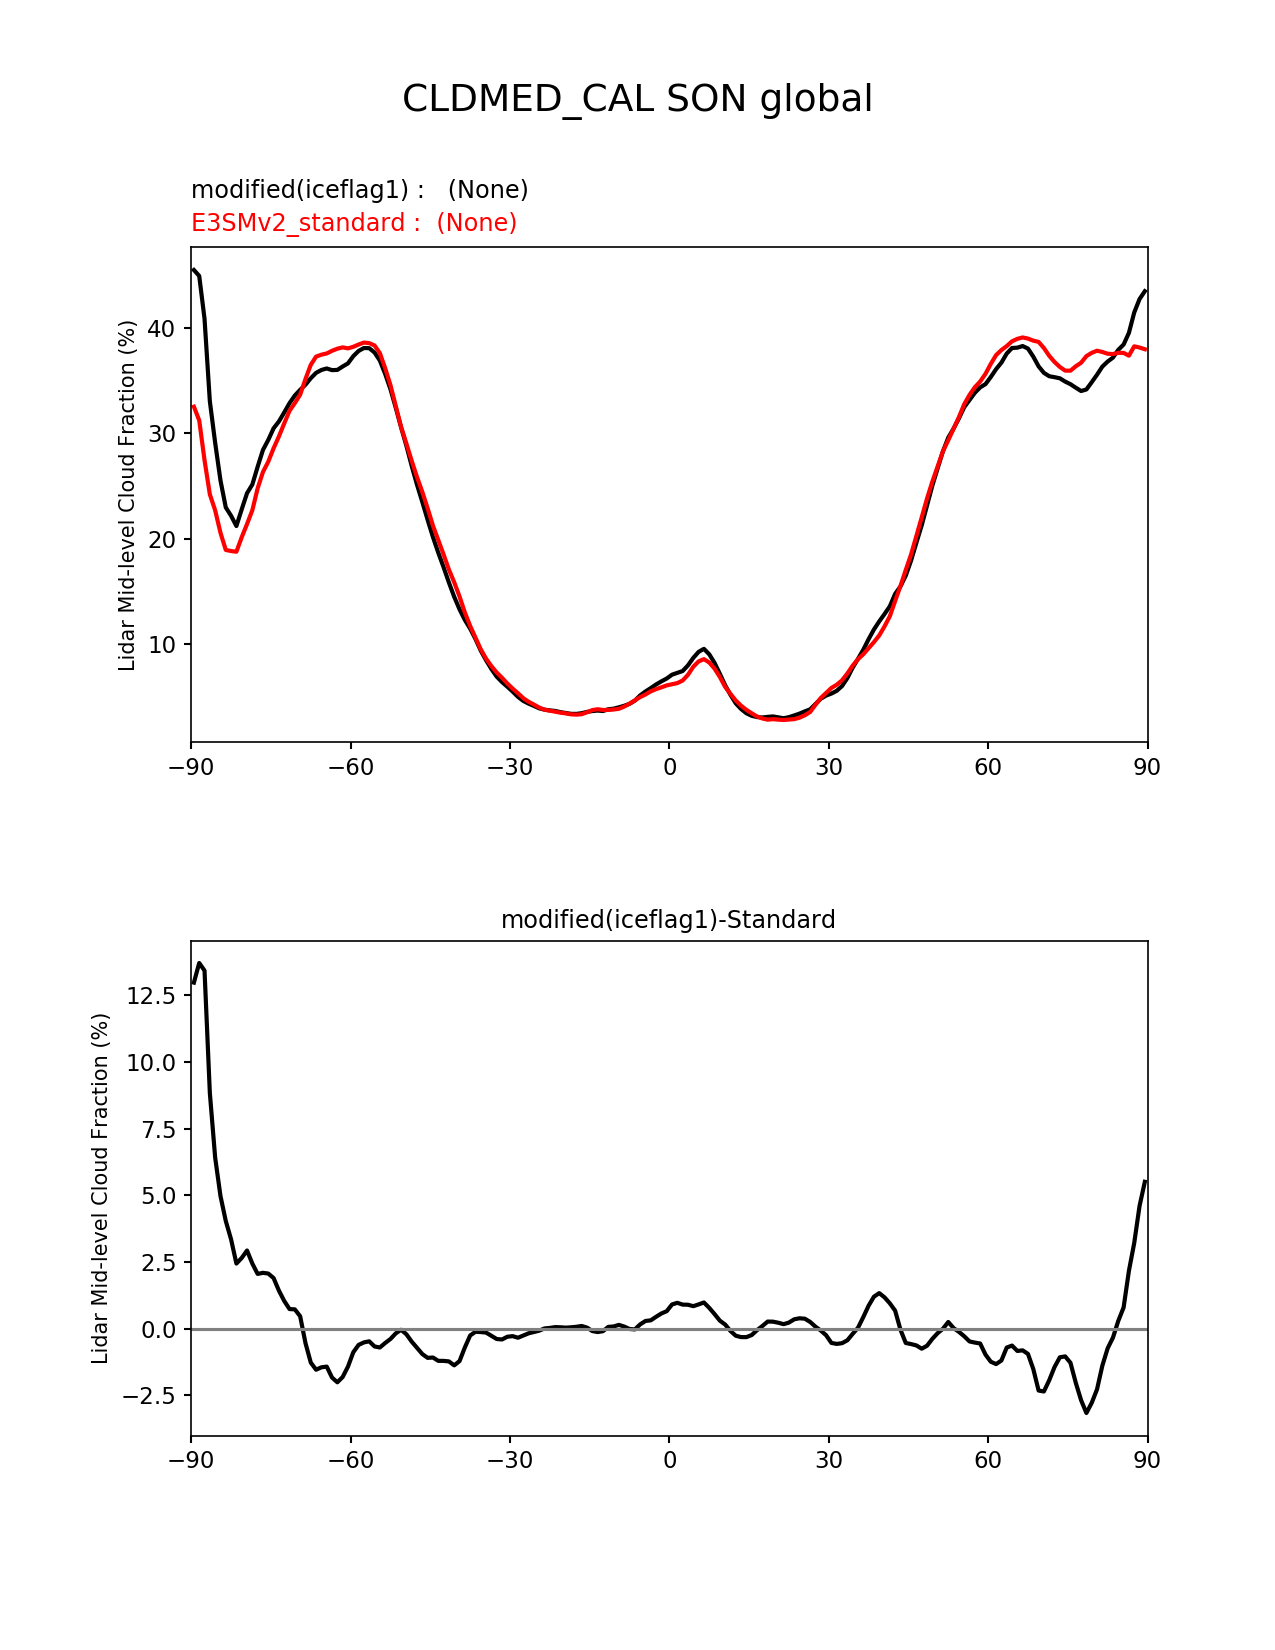 CLDMED_CAL SON global
modified(iceflag1) :   (None)
E3SMv2_standard :  (None)
Lidar Mid-level Cloud Fraction (%)
40
30
20
10
−90 −60 −30 0 30 60 90
modified(iceflag1)-Standard
Lidar Mid-level Cloud Fraction (%)
12.5
10.0
7.5
5.0
2.5
0.0
−2.5
−90 −60 −30 0 30 60 90